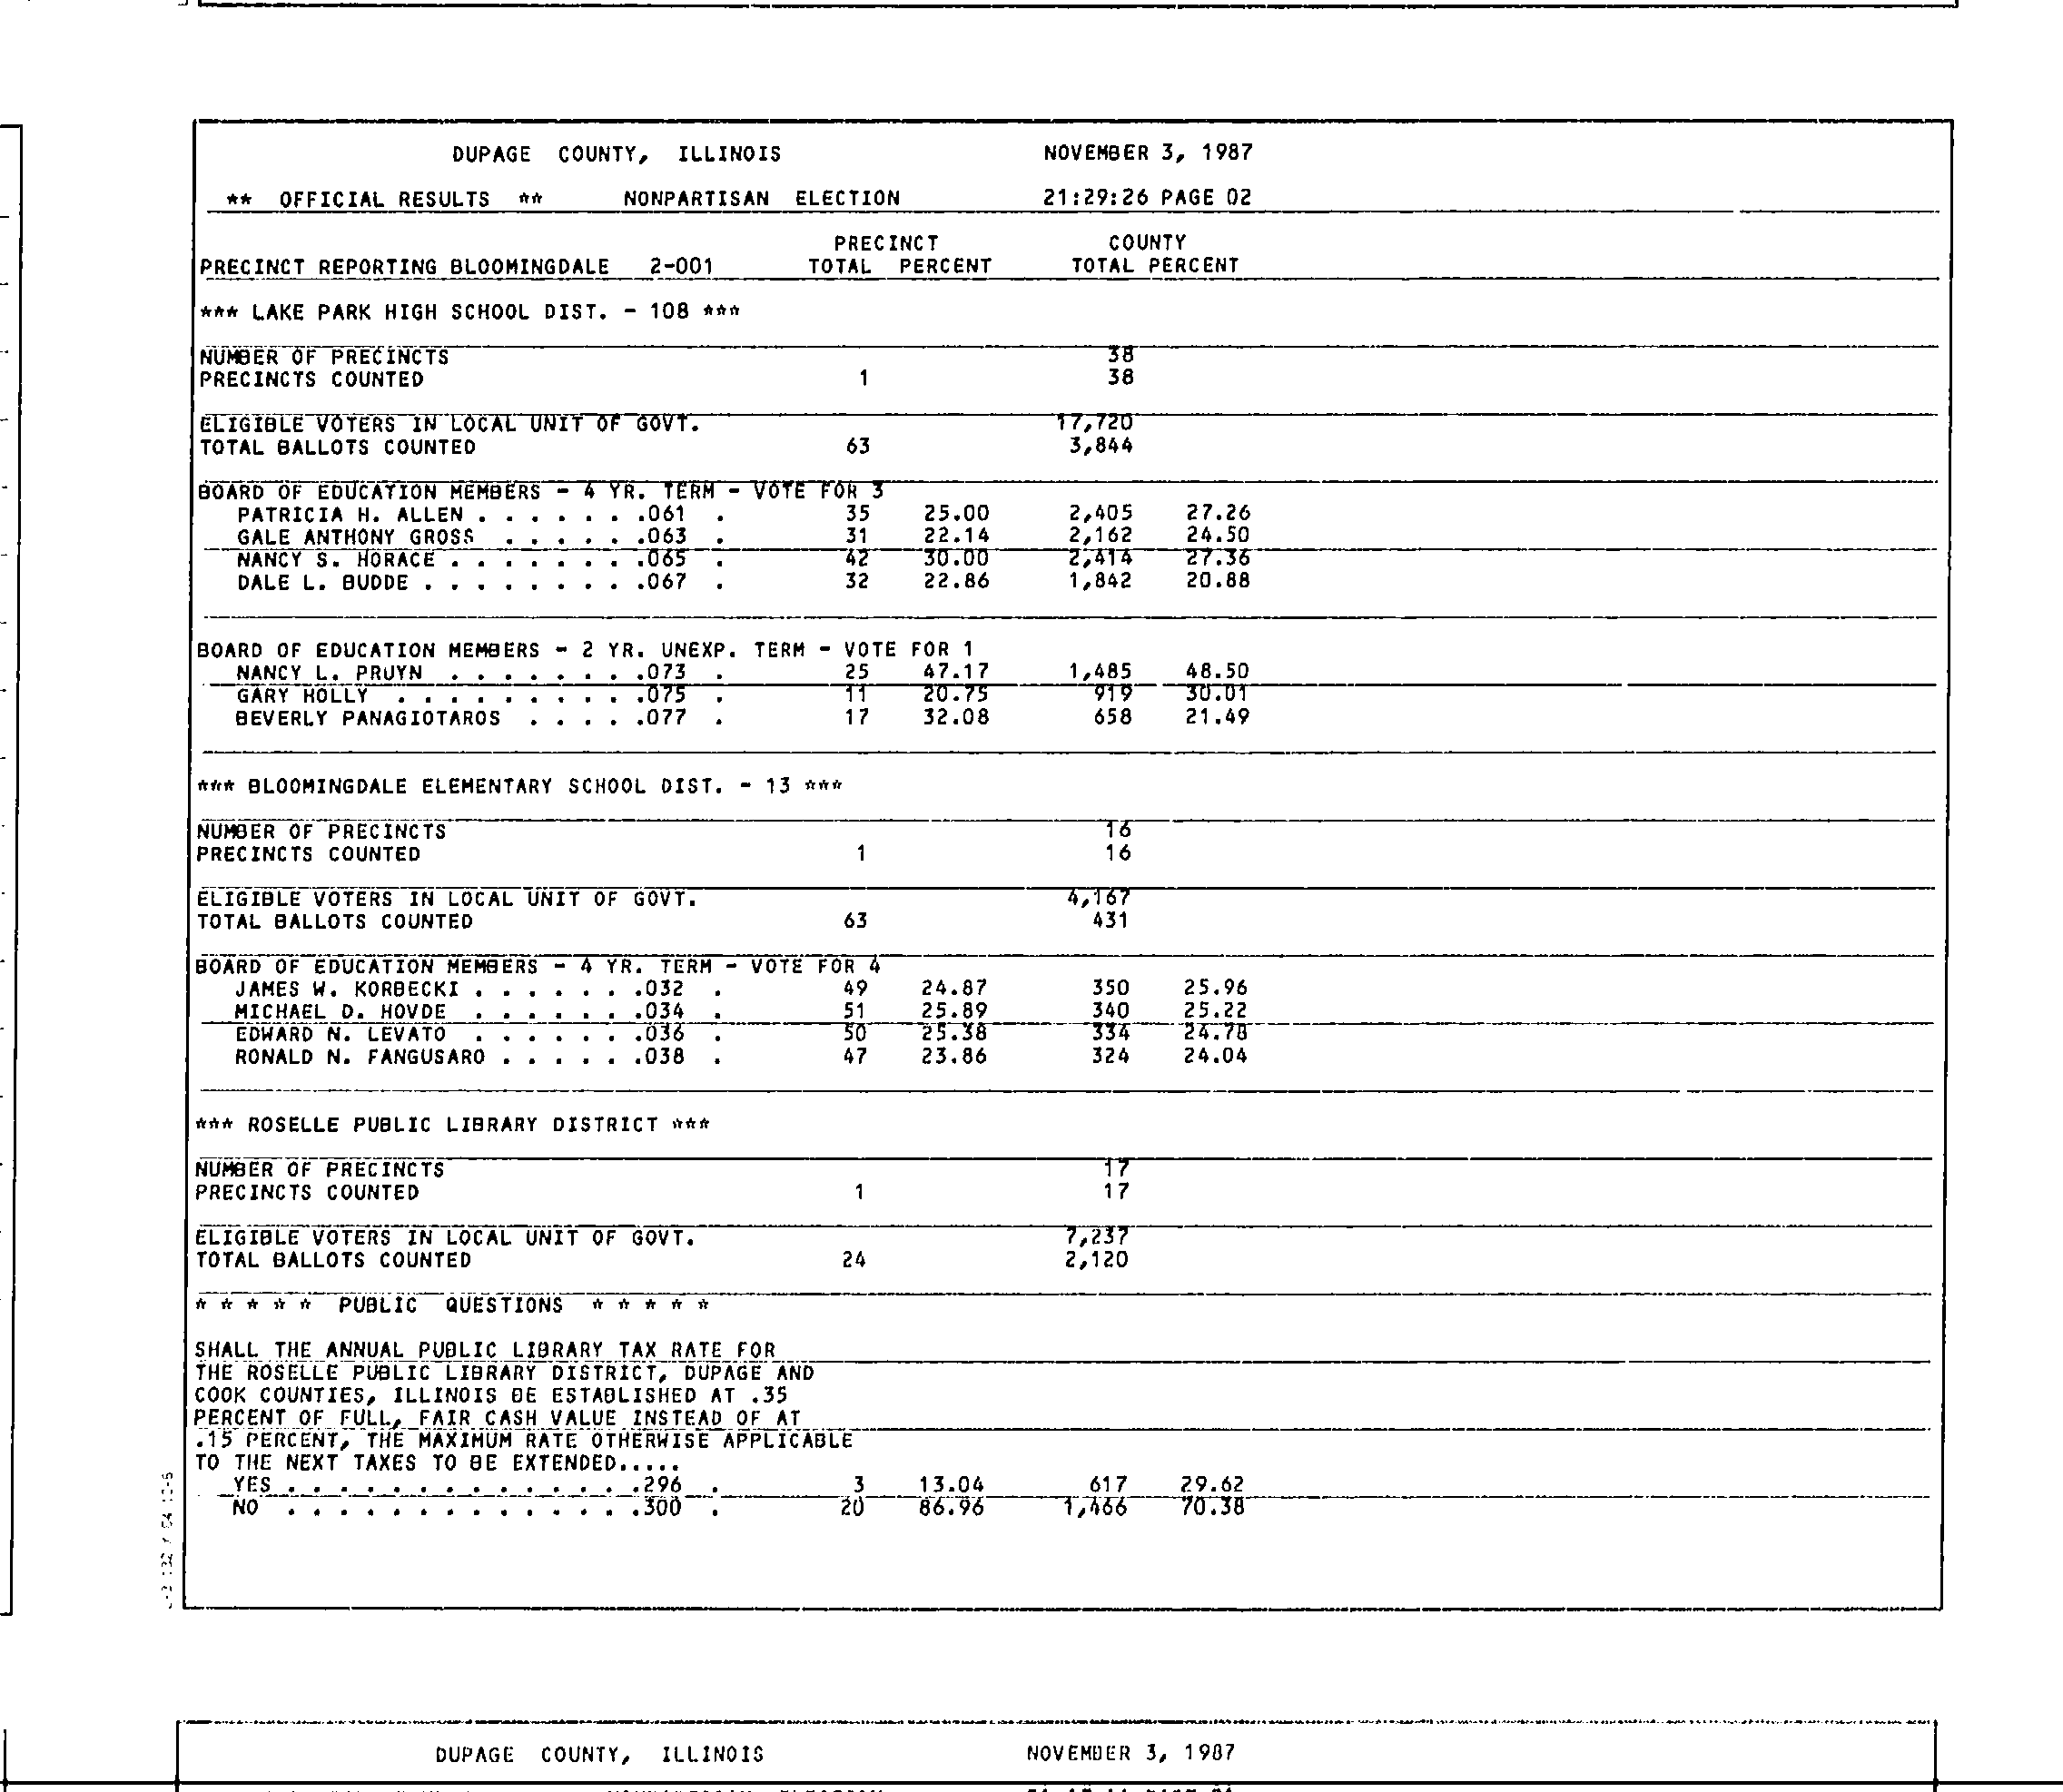 DUPAGE COUNTY, ILLINOIS NOVEMBER 3, 1987
** OFFICIAL RESULTS ** NONPARTISAN ELECTION 21:29:26 PAGE 02
PRECINCT COUNTY
PRECINCT REPORTING BLOOMINGDALE 2-001 TOTAL PERCENT TOTAL PERCENT
*** LAKE PARK HIGH SCHOOL DIST. - 108 ***
NUMBER OF PRECINCTS 38
PRECINCTS COUNTED 1 38
ELIGIBLE VOTERS IN LOCAL UNIT OF GOVT. 17,720
TOTAL BALLOTS COUNTED 63 3,844
BOARD OF EDUCATION MEMBERS - 4 YR. TERM - VOTE FOR 3
PATRICIA H. ALLEN . . . . . . .061 . 35 25.00 2,405 27.26
GALE ANTHONY GROSS . . . . . .063 . 31 22.14 2,162 24.50
NANCY S. HORACE . . . . . . . .065 . 42 30.00 2,414 27.36
DALE L. BUDDE . . . . . . . . .067 . 32 22.86 1,842 20.88
BOARD OF EDUCATION MEMBERS - 2 YR. UNEXP. TERM - VOTE FOR 1
NANCY L. PRUYN . . . . . . . .073 . 25 47.17 1,485 48.50
GARY HOLLY . . . . . . . . . .075 . 11 20.75 919 30.01
BEVERLY PANAGIOTAROS . . . . .077 . 17 32.08 658 21.49
*** BLOOMINGDALE ELEMENTARY SCHOOL DIST. - 13 ***
NUMBER OF PRECINCTS 16
PRECINCTS COUNTED 1 16
ELIGIBLE VOTERS IN LOCAL UNIT OF GOVT. 4,167
TOTAL BALLOTS COUNTED 63 431
BOARD OF EDUCATION MEMBERS - 4 YR. TERM - VOTE FOR 4
JAMES W. KORBECKI . . . . . . .032 . 49 24.87 350 25.96
MICHAEL D. HOVDE . . . . . . .034 . 51 25.89 340 25.22
EDWARD N. LEVATO . . . . . . .036 . 50 25.38 334 24.78
RONALD N. FANGUSARO . . . . . .038 . 47 23.86 324 24.04
*** ROSELLE PUBLIC LIBRARY DISTRICT ***
NUMBER OF PRECINCTS 17
PRECINCTS COUNTED 1 17
ELIGIBLE VOTERS IN LOCAL UNIT OF GOVT. 7,237
TOTAL BALLOTS COUNTED 24 2,120
* * * * * PUBLIC QUESTIONS * * * * *
SHALL THE ANNUAL PUBLIC LIBRARY TAX RATE FOR
THE ROSELLE PUBLIC LIBRARY DISTRICT, DUPAGE AND
COOK COUNTIES, ILLINOIS BE ESTABLISHED AT .35
PERCENT OF FULL, FAIR CASH VALUE INSTEAD OF AT
.15 PERCENT, THE MAXIMUM RATE OTHERWISE APPLICABLE
TO THE NEXT TAXES TO BE EXTENDED.....
YES . . . . . . . . . . . . . .296 . 3 13.04 617 29.62
NO . . . . . . . . . . . . . .300 . 20 86.96 1,466 70.38
DUPAGE COUNTY, ILLINOIS NOVEMBER 3, 1987